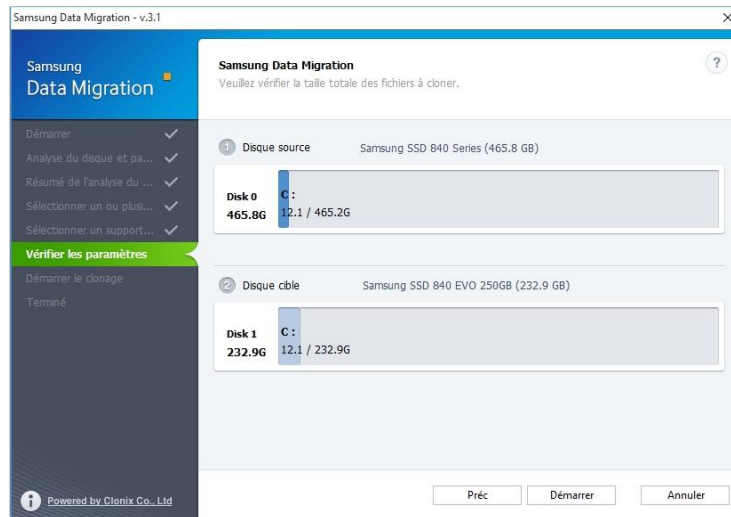 Samsung Data Migration - v.3.1
Samsung
Data Migration
Samsung Data Migration
Veuillez vérifier la taille totale des fichiers à cloner.
?
Démarrer
Analyse du disque et pa...
Résumé de l'analyse du ...
Sélectionner un ou plusi...
Sélectionner un support...
Vérifier les paramètres
Démarrer le clonage
Terminé
1 Disque source Samsung SSD 840 Series (465.8 GB)
Disk 0
465.8G
C :
12.1 / 465.2G
2 Disque cible Samsung SSD 840 EVO 250GB (232.9 GB)
Disk 1
232.9G
C :
12.1 / 232.9G
Powered by Clonix Co., Ltd
Préc
Démarrer
Annuler